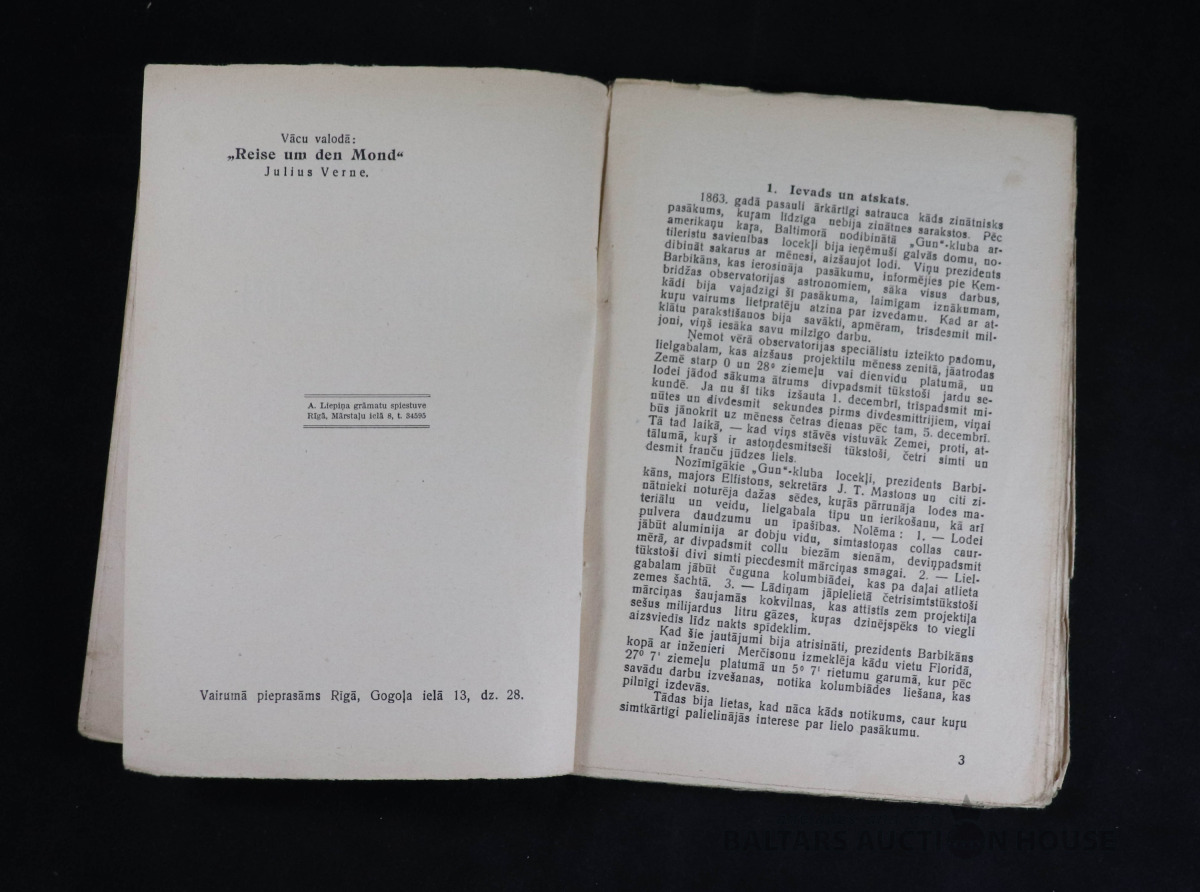 Vācu valodā:
„Reise um den Mond“
Julius Verne.
A. Liepiņa grāmatu spiestuve
Rīgā, Mārstaļu ielā 8, t. 34595
Vairumā pieprasāms Rīgā, Gogoļa ielā 13, dz. 28.
1. Ievads un atskats.
1863. gadā pasauli ārkārtīgi satrauca kāds zinātnisks
pasākums, kuŗam līdzīga nebija zinātnes sarakstos. Pēc
amerikaņu kaŗa, Baltimorā nodibinātā „Gun“-kluba ar-
tileristu savienības locekļi bija ieņēmuši galvās domu, no-
dibināt sakarus ar mēnesi, aizšaujot lodi. Viņu prezidents
Barbikāns, kas ierosināja pasākumu, informējies pie Kem-
bridžas observatorijas astronomiem, sāka visus darbus,
kādi bija vajadzīgi šī pasākuma, laimīgam iznākumam,
kuŗu vairums lietpratēju atzina par izvedamu. Kad ar at-
klātu parakstīšanos bija savākti, apmēram, trīsdesmit mil-
joni, viņš iesāka savu milzīgo darbu.
Ņemot vērā observatorijas speciālistu izteikto padomu,
lielgabalam, kas aizšaus projektilu mēness zenitā, jāatrodas
Zemē starp 0 un 28° ziemeļu vai dienvidu platumā, un
lodei jādod sākuma ātrums divpadsmit tūkstoši jardu se-
kundē. Ja nu šī tiks izšauta 1. decembrī, trīspadsmit mi-
nūtes un divdesmit sekundes pirms divdesmittrijiem, viņai
būs jānokrīt uz mēness četras dienas pēc tam, 5. decembrī.
Tā tad laikā, — kad viņš stāvēs vistuvāk Zemei, proti, at-
tālumā, kuŗš ir astoņdesmitseši tūkstoši, četri simti un
desmit franču jūdzes liels.
Nozīmīgākie „Gun“-kluba locekļi, prezidents Barbi-
kāns, majors Elfistons, sekretārs J. T. Mastons un citi zi-
nātnieki noturēja dažas sēdes, kuŗās pārrunāja lodes ma-
teriālu un veidu, lielgabala tipu un ierīkošanu, kā arī
pulvera daudzumu un īpašības. Nolēma: 1. — Lodei
jābūt aluminija ar dobju vidu, simtastoņas collas caur-
mērā, ar divpadsmit collu biezām sienām, deviņpadsmit
tūkstoši divi simti piecdesmit mārciņas smagai. 2. — Liel-
gabalam jābūt čuguna kolumbiādei, kas pa daļai atlieta
zemes šachtā. 3. — Lādiņam jāpielietā četrisimtstūkstoši
mārciņas šaujamās kokvilnas, kas attīstīs zem projektiļa
sešus milijardus litru gāzes, kuŗas dzinējspēks to viegli
aizsviedīs līdz nakts spīdeklim.
Kad šie jautājumi bija atrisināti, prezidents Barbikāns
kopā ar inženieri Merčisonu izmeklēja kādu vietu Floridā,
27° 7' ziemeļu platumā un 5° 7' rietumu garumā, kur pēc
savādu darbu izvešanas, notika kolumbiādes liešana, kas
pilnīgi izdevās.
Tādas bija lietas, kad nāca kāds notikums, caur kuŗu
simtkārtīgi palielinājās interese par lielo pasākumu.
3
BALTARS AUCTION HOUSE